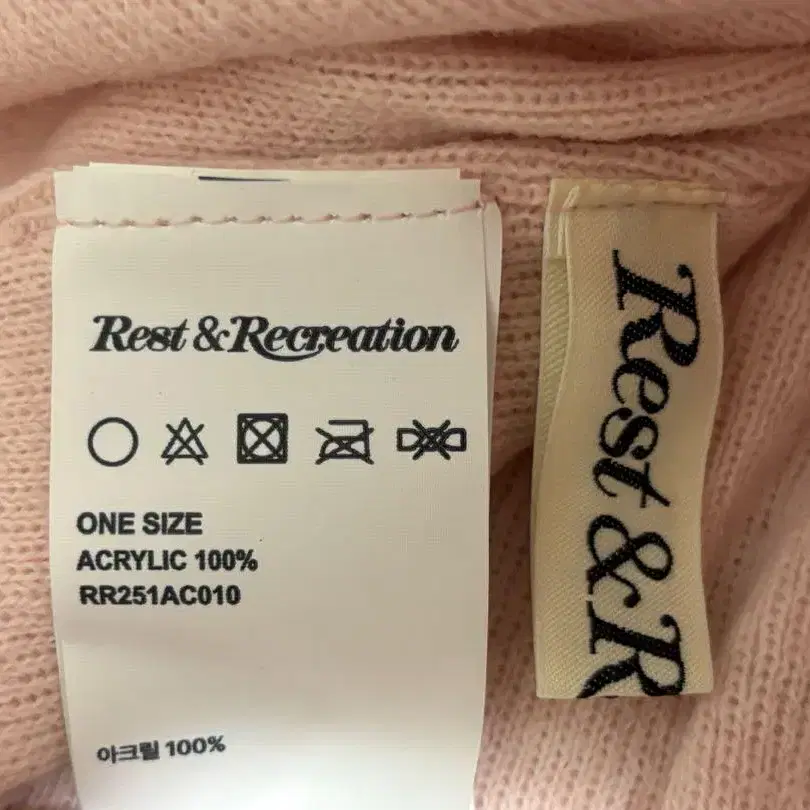 Rest & Recreation
ONE SIZE
ACRYLIC 100%
RR251AC010
아크릴 100%
Rest & R